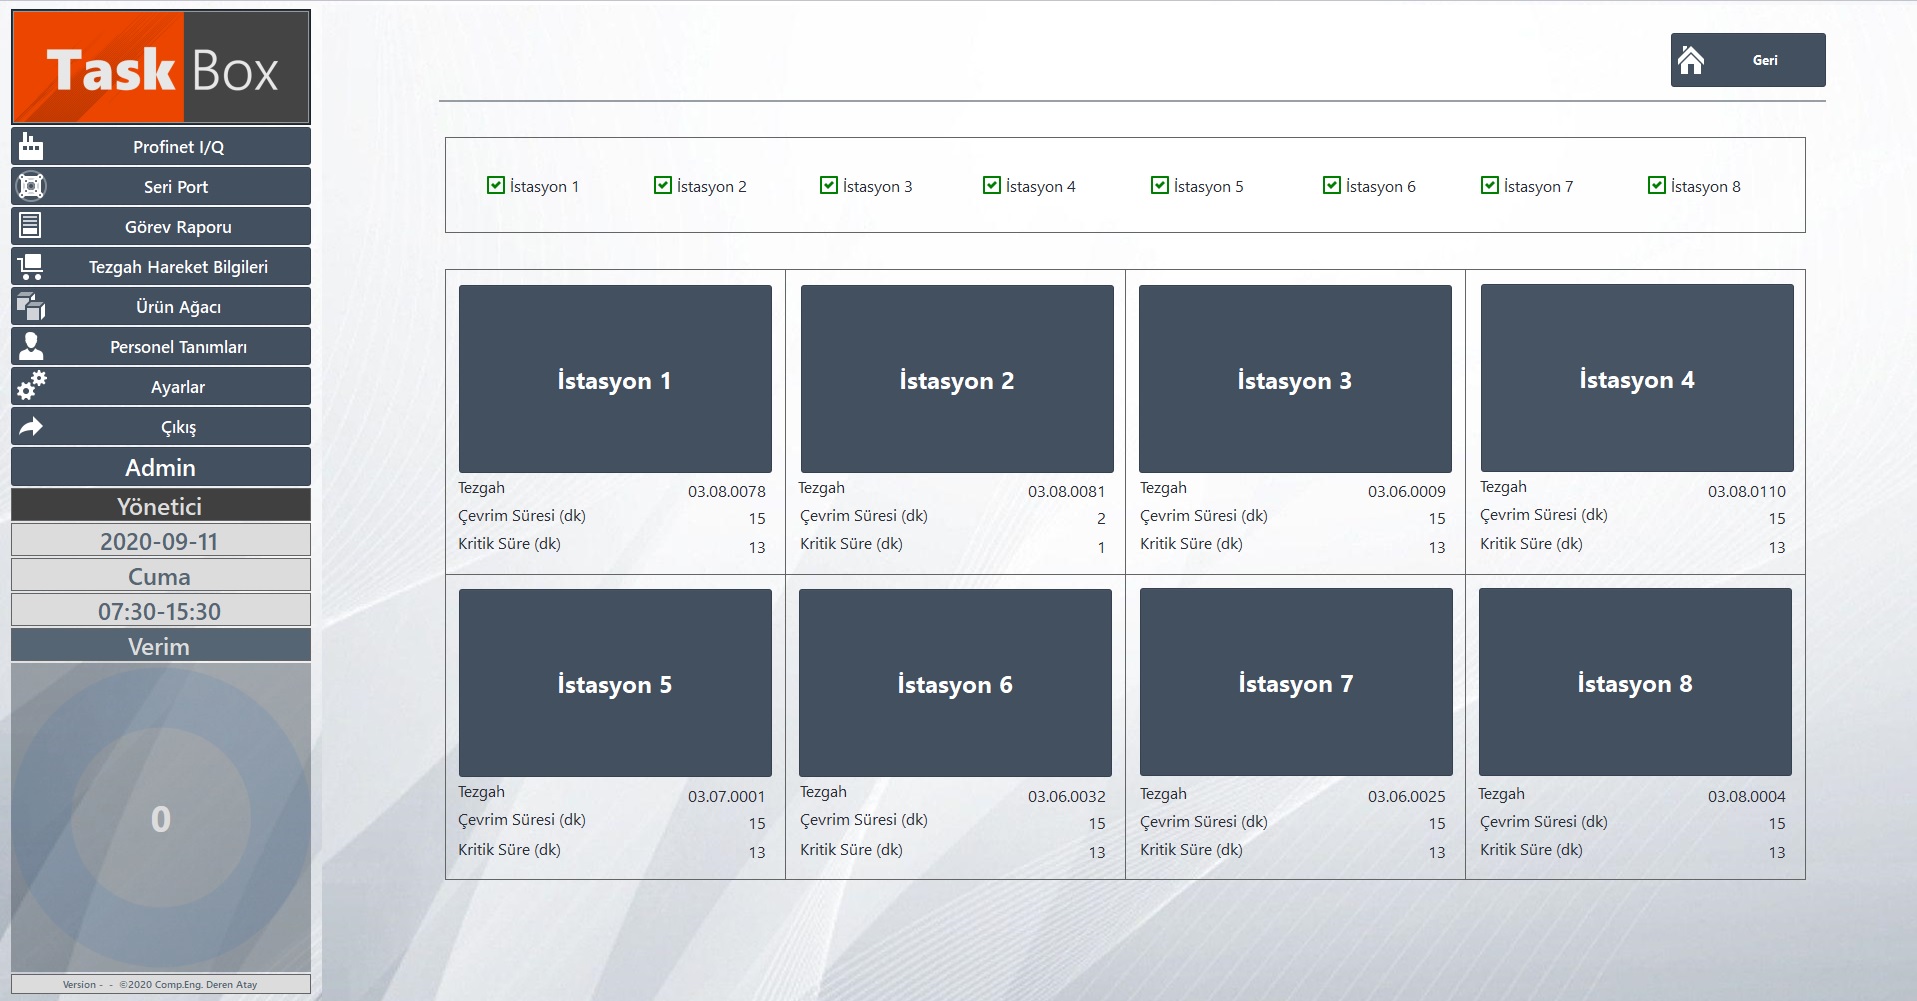 Task Box
Profinet I/Q
Seri Port
Görev Raporu
Tezgah Hareket Bilgileri
Ürün Ağacı
Personel Tanımları
Ayarlar
Çıkış
Admin
Yönetici
2020-09-11
Cuma
07:30-15:30
Verim
0
Version - - ©2020 Comp.Eng. Deren Atay
Geri
İstasyon 1 İstasyon 2 İstasyon 3 İstasyon 4 İstasyon 5 İstasyon 6 İstasyon 7 İstasyon 8
İstasyon 1
Tezgah 03.08.0078
Çevrim Süresi (dk) 15
Kritik Süre (dk) 13
İstasyon 2
Tezgah 03.08.0081
Çevrim Süresi (dk) 2
Kritik Süre (dk) 1
İstasyon 3
Tezgah 03.06.0009
Çevrim Süresi (dk) 15
Kritik Süre (dk) 13
İstasyon 4
Tezgah 03.08.0110
Çevrim Süresi (dk) 15
Kritik Süre (dk) 13
İstasyon 5
Tezgah 03.07.0001
Çevrim Süresi (dk) 15
Kritik Süre (dk) 13
İstasyon 6
Tezgah 03.06.0032
Çevrim Süresi (dk) 15
Kritik Süre (dk) 13
İstasyon 7
Tezgah 03.06.0025
Çevrim Süresi (dk) 15
Kritik Süre (dk) 13
İstasyon 8
Tezgah 03.08.0004
Çevrim Süresi (dk) 15
Kritik Süre (dk) 13